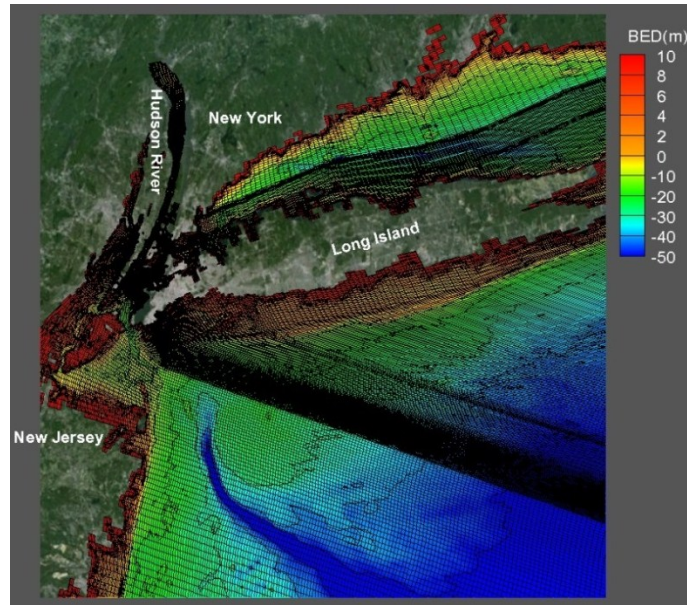 BED(m)
10
8
6
4
2
0
-10
-20
-30
-40
-50
Hudson River
New York
Long Island
New Jersey